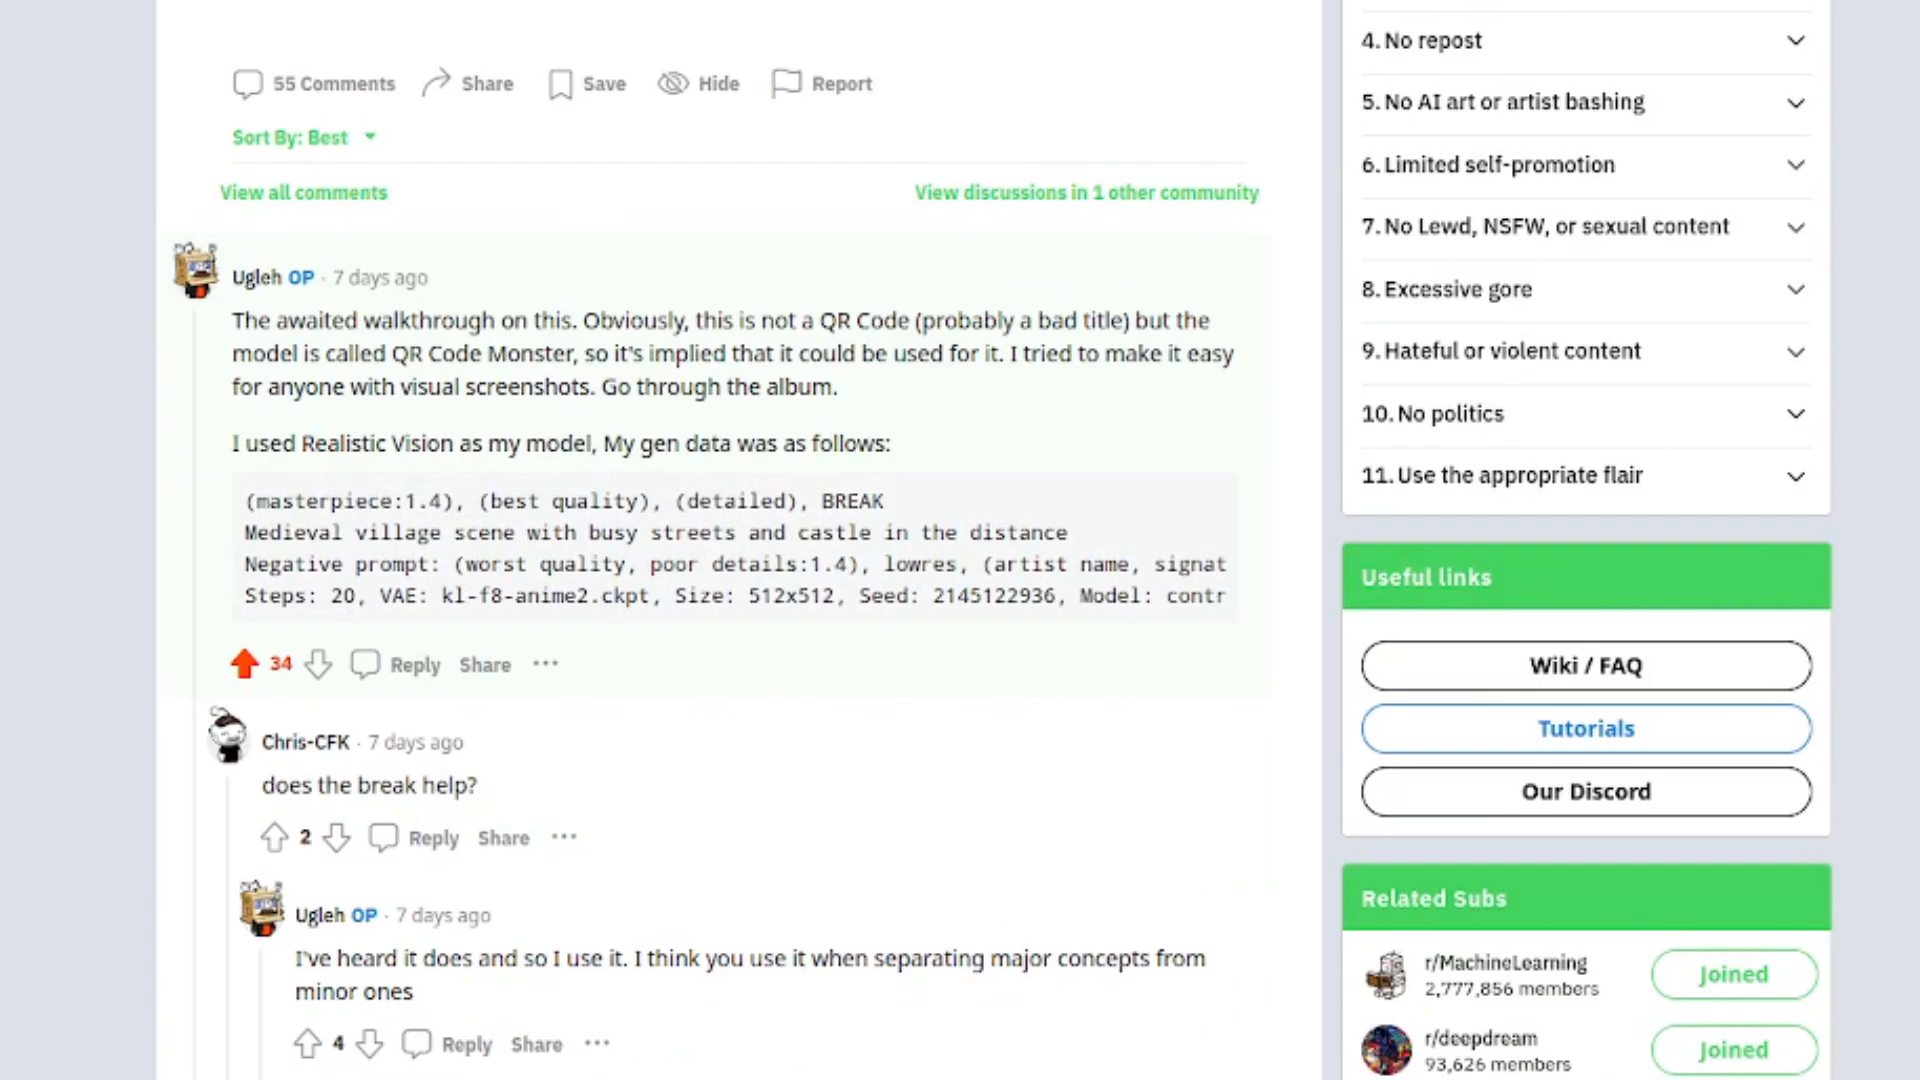 55 Comments Share Save Hide Report
Sort By: Best
View all comments View discussions in 1 other community
Ugleh OP · 7 days ago
The awaited walkthrough on this. Obviously, this is not a QR Code (probably a bad title) but the
model is called QR Code Monster, so it's implied that it could be used for it. I tried to make it easy
for anyone with visual screenshots. Go through the album.
I used Realistic Vision as my model, My gen data was as follows:
(masterpiece:1.4), (best quality), (detailed), BREAK
Medieval village scene with busy streets and castle in the distance
Negative prompt: (worst quality, poor details:1.4), lowres, (artist name, signat
Steps: 20, VAE: kl-f8-anime2.ckpt, Size: 512x512, Seed: 2145122936, Model: contr
34 Reply Share ···
Chris-CFK · 7 days ago
does the break help?
2 Reply Share ···
Ugleh OP · 7 days ago
I've heard it does and so I use it. I think you use it when separating major concepts from
minor ones
4 Reply Share ···
4. No repost
5. No AI art or artist bashing
6. Limited self-promotion
7. No Lewd, NSFW, or sexual content
8. Excessive gore
9. Hateful or violent content
10. No politics
11. Use the appropriate flair
Useful links
Wiki / FAQ
Tutorials
Our Discord
Related Subs
r/MachineLearning
2,777,856 members
Joined
r/deepdream
93,626 members
Joined